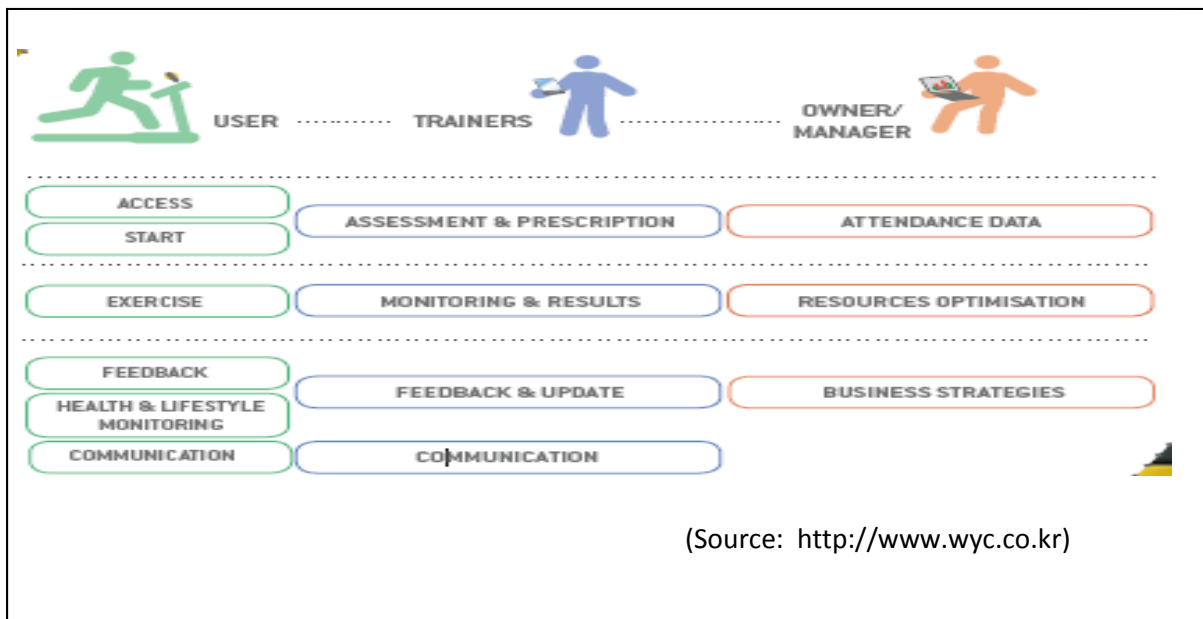 USER
TRAINERS
OWNER/
MANAGER
ACCESS
START
ASSESSMENT & PRESCRIPTION
ATTENDANCE DATA
EXERCISE
MONITORING & RESULTS
RESOURCES OPTIMISATION
FEEDBACK
HEALTH & LIFESTYLE
MONITORING
COMMUNICATION
FEEDBACK & UPDATE
COMMUNICATION
BUSINESS STRATEGIES
(Source: http://www.wyc.co.kr)